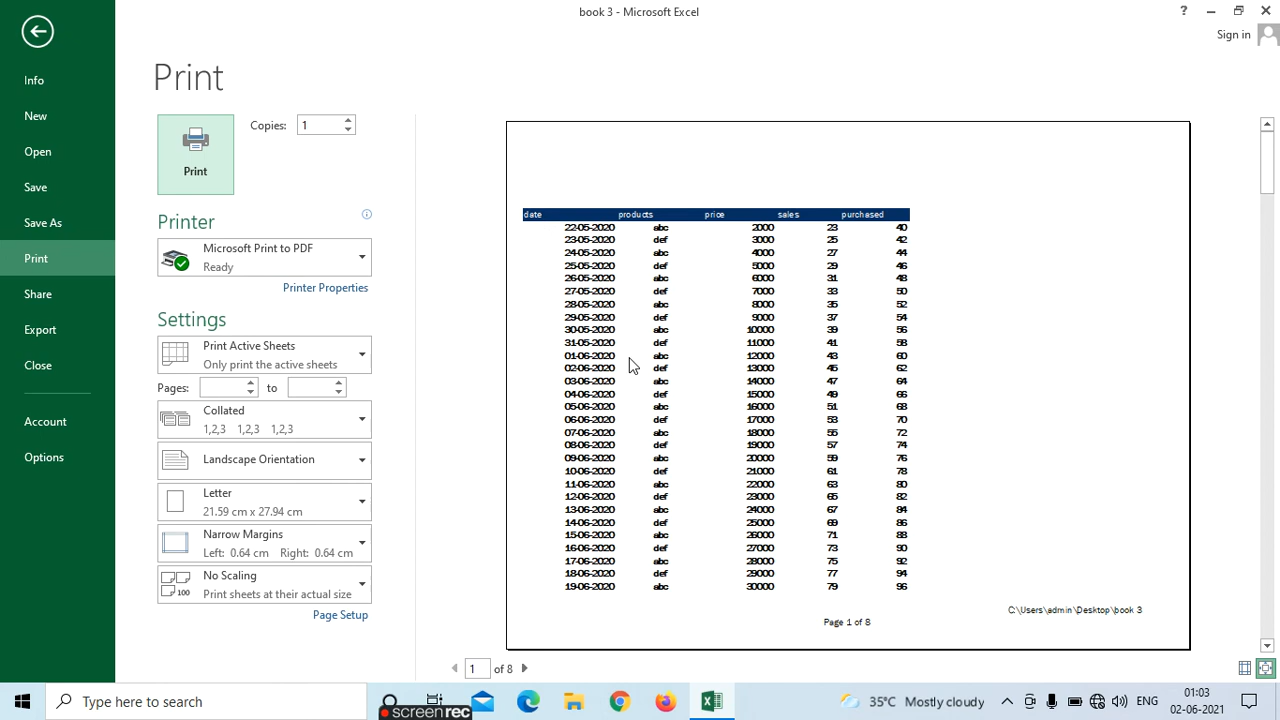 book 3 - Microsoft Excel
?
Sign in
Info
New
Open
Save
Save As
Print
Share
Export
Close
Account
Options
Print
Print
Copies: 1
Printer
Microsoft Print to PDF
Ready
Printer Properties
Settings
Print Active Sheets
Only print the active sheets
Pages: to
Collated
1,2,3 1,2,3 1,2,3
Landscape Orientation
Letter
21.59 cm x 27.94 cm
Narrow Margins
Left: 0.64 cm Right: 0.64 cm
No Scaling
100
Print sheets at their actual size
Page Setup
date products price sales purchased
22-05-2020 abc 2000 23 40
23-05-2020 def 3000 25 42
24-05-2020 abc 4000 27 44
25-05-2020 def 5000 29 46
26-05-2020 abc 6000 31 48
27-05-2020 def 7000 33 50
28-05-2020 abc 8000 35 52
29-05-2020 def 9000 37 54
30-05-2020 abc 10000 39 56
31-05-2020 def 11000 41 58
01-06-2020 abc 12000 43 60
02-06-2020 def 13000 45 62
03-06-2020 abc 14000 47 64
04-06-2020 def 15000 49 66
05-06-2020 abc 16000 51 68
06-06-2020 def 17000 53 70
07-06-2020 abc 18000 55 72
08-06-2020 def 19000 57 74
09-06-2020 abc 20000 59 76
10-06-2020 def 21000 61 78
11-06-2020 abc 22000 63 80
12-06-2020 def 23000 65 82
13-06-2020 abc 24000 67 84
14-06-2020 def 25000 69 86
15-06-2020 abc 26000 71 88
16-06-2020 def 27000 73 90
17-06-2020 abc 28000 75 92
18-06-2020 def 29000 77 94
19-06-2020 abc 30000 79 96
C:\Users\admin\Desktop\book 3
Page 1 of 8
1 of 8
Type here to search
screenrec
35°C Mostly cloudy
ENG
01:03
02-06-2021